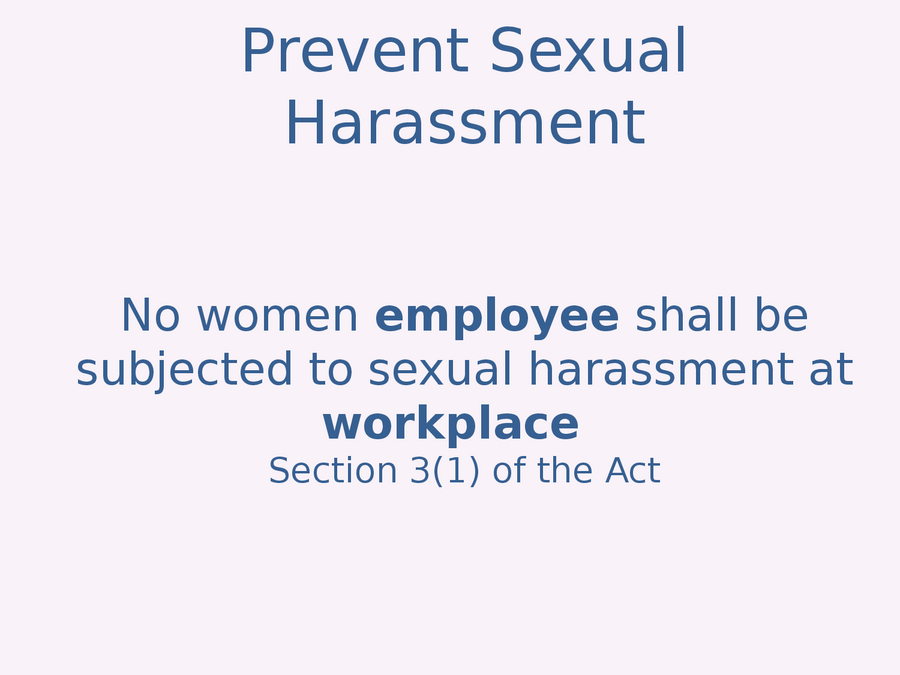 Prevent Sexual
Harassment
No women employee shall be
subjected to sexual harassment at
workplace
Section 3(1) of the Act